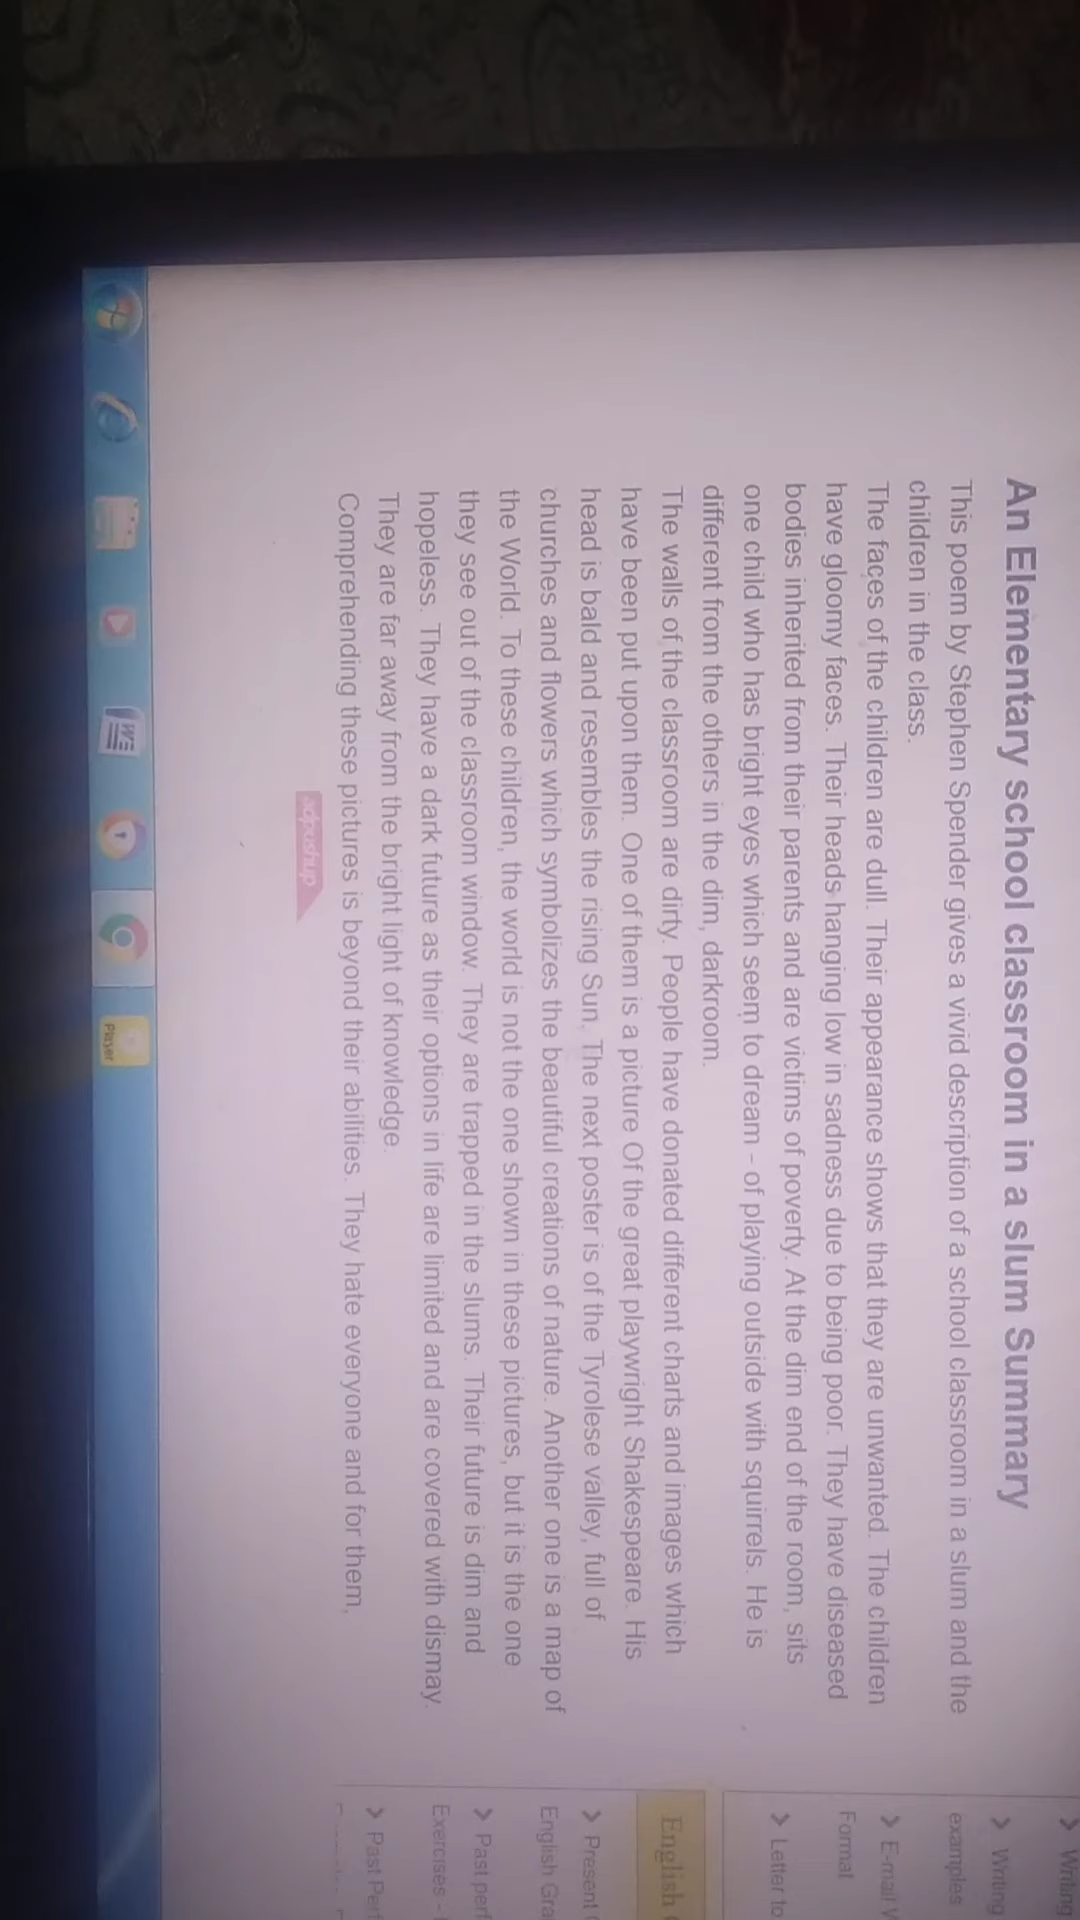 An Elementary school classroom in a slum Summary
This poem by Stephen Spender gives a vivid description of a school classroom in a slum and the
children in the class.
The faces of the children are dull. Their appearance shows that they are unwanted. The children
have gloomy faces. Their heads hanging low in sadness due to being poor. They have diseased
bodies inherited from their parents and are victims of poverty. At the dim end of the room, sits
one child who has bright eyes which seem to dream - of playing outside with squirrels. He is
different from the others in the dim, darkroom.
The walls of the classroom are dirty. People have donated different charts and images which
have been put upon them. One of them is a picture Of the great playwright Shakespeare. His
head is bald and resembles the rising Sun. The next poster is of the Tyrolese valley, full of
churches and flowers which symbolizes the beautiful creations of nature. Another one is a map of
the World. To these children, the world is not the one shown in these pictures, but it is the one
they see out of the classroom window. They are trapped in the slums. Their future is dim and
hopeless. They have a dark future as their options in life are limited and are covered with dismay.
They are far away from the bright light of knowledge.
Comprehending these pictures is beyond their abilities. They hate everyone and for them,
adpushup
Writing
Writing
examples
E-mail
Format
Letter to
English
Present
English Gra
Past perf
Exercises -
Past Perf
Player